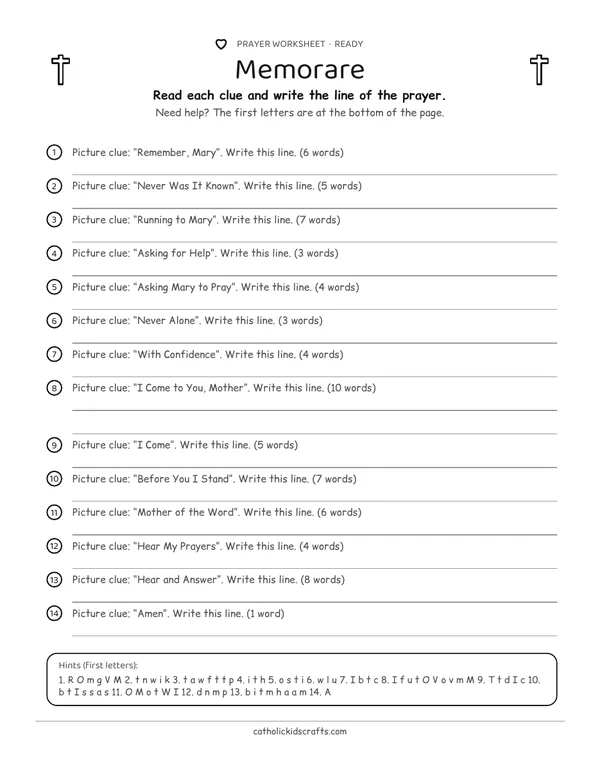 PRAYER WORKSHEET · READY
Memorare
Read each clue and write the line of the prayer.
Need help? The first letters are at the bottom of the page.
1 Picture clue: "Remember, Mary". Write this line. (6 words)
2 Picture clue: "Never Was It Known". Write this line. (5 words)
3 Picture clue: "Running to Mary". Write this line. (7 words)
4 Picture clue: "Asking for Help". Write this line. (3 words)
5 Picture clue: "Asking Mary to Pray". Write this line. (4 words)
6 Picture clue: "Never Alone". Write this line. (3 words)
7 Picture clue: "With Confidence". Write this line. (4 words)
8 Picture clue: "I Come to You, Mother". Write this line. (10 words)
9 Picture clue: "I Come". Write this line. (5 words)
10 Picture clue: "Before You I Stand". Write this line. (7 words)
11 Picture clue: "Mother of the Word". Write this line. (6 words)
12 Picture clue: "Hear My Prayers". Write this line. (4 words)
13 Picture clue: "Hear and Answer". Write this line. (8 words)
14 Picture clue: "Amen". Write this line. (1 word)
Hints (first letters):
1. R O m g V M 2. t n w i k 3. t a w f t t p 4. i t h 5. o s t i 6. w l u 7. I b t c 8. I f u t O V o v m M 9. T t d I c 10.
b t I s s a s 11. O M o t W I 12. d n m p 13. b i t m h a a m 14. A
catholickidscrafts.com